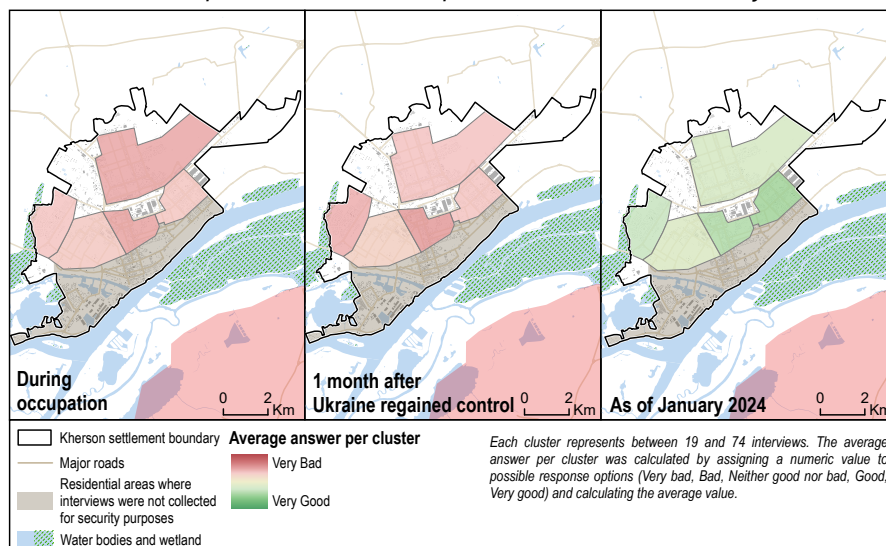 During
occupation
0 2
Km
1 month after
Ukraine regained control
0 2
Km
As of January 2024
0 2
Km
Kherson settlement boundary
Major roads
Residential areas where
interviews were not collected
for security purposes
Water bodies and wetland
Average answer per cluster
Very Bad
Very Good
Each cluster represents between 19 and 74 interviews. The average
answer per cluster was calculated by assigning a numeric value to
possible response options (Very bad, Bad, Neither good nor bad, Good,
Very good) and calculating the average value.